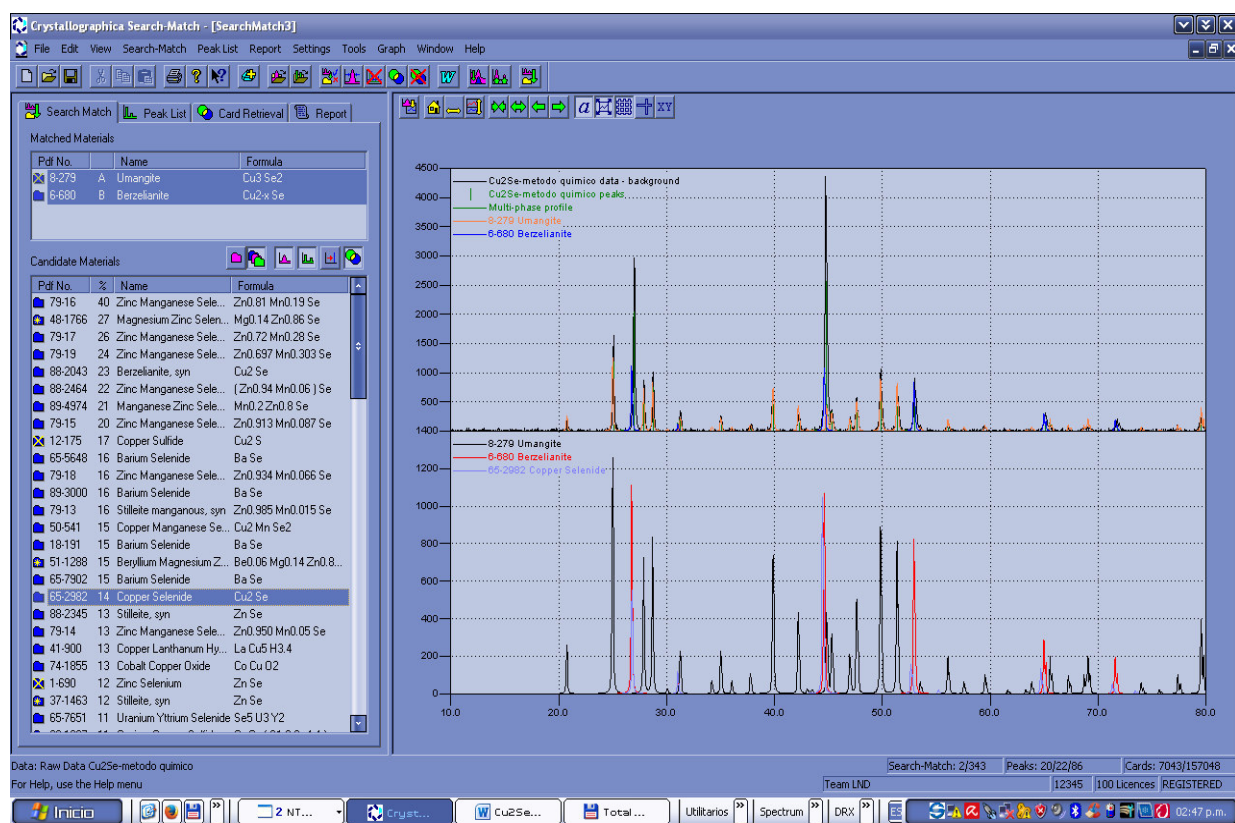 Crystallographica Search-Match - [SearchMatch3]
File Edit View Search-Match Peak List Report Settings Tools Graph Window Help
Search Match Peak List Card Retrieval Report
Matched Materials
Pdf No. Name Formula
8-279 A Umangite Cu3 Se2
6-680 B Berzelianite Cu2-x Se
Candidate Materials
Pdf No. % Name Formula
79-16 40 Zinc Manganese Sele... Zn0.81 Mn0.19 Se
48-1766 27 Magnesium Zinc Selen... Mg0.14 Zn0.86 Se
79-17 26 Zinc Manganese Sele... Zn0.72 Mn0.28 Se
79-19 24 Zinc Manganese Sele... Zn0.697 Mn0.303 Se
88-2043 23 Berzelianite, syn Cu2 Se
88-2464 22 Zinc Manganese Sele... ( Zn0.94 Mn0.06 ) Se
89-4974 21 Manganese Zinc Sele... Mn0.2 Zn0.8 Se
79-15 20 Zinc Manganese Sele... Zn0.913 Mn0.087 Se
12-175 17 Copper Sulfide Cu2 S
65-5648 16 Barium Selenide Ba Se
79-18 16 Zinc Manganese Sele... Zn0.934 Mn0.066 Se
89-3000 16 Barium Selenide Ba Se
79-13 16 Stilleite manganous, syn Zn0.985 Mn0.015 Se
50-541 15 Copper Manganese Se... Cu2 Mn Se2
18-191 15 Barium Selenide Ba Se
51-1288 15 Beryllium Magnesium Z... Be0.06 Mg0.14 Zn0.8...
65-7902 15 Barium Selenide Ba Se
65-2982 14 Copper Selenide Cu2 Se
88-2345 13 Stilleite, syn Zn Se
79-14 13 Zinc Manganese Sele... Zn0.950 Mn0.05 Se
41-900 13 Copper Lanthanum Hy... La Cu5 H3.4
74-1855 13 Cobalt Copper Oxide Co Cu O2
1-690 12 Zinc Selenium Zn Se
37-1463 12 Stilleite, syn Zn Se
65-7651 11 Uranium Yttrium Selenide Se5 U3 Y2
a XY
4500
4000
3500
3000
2500
2000
1500
1000
500
1400
Cu2Se-metodo quimico data - background
Cu2Se-metodo quimico peaks
Multi-phase profile
8-279 Umangite
6-680 Berzelianite
1200
1000
800
600
400
200
0
8-279 Umangite
6-680 Berzelianite
65-2982 Copper Selenide
10.0 20.0 30.0 40.0 50.0 60.0 70.0 80.0
Data: Raw Data Cu2Se-metodo quimico Search-Match: 2/343 Peaks: 20/22/86 Cards: 7043/157048
For Help, use the Help menu Team LND 12345 100 Licences REGISTERED
Inicio 2 NT... Cryst... Cu2Se... Total... Utilitarios Spectrum DRX ES 02:47 p.m.